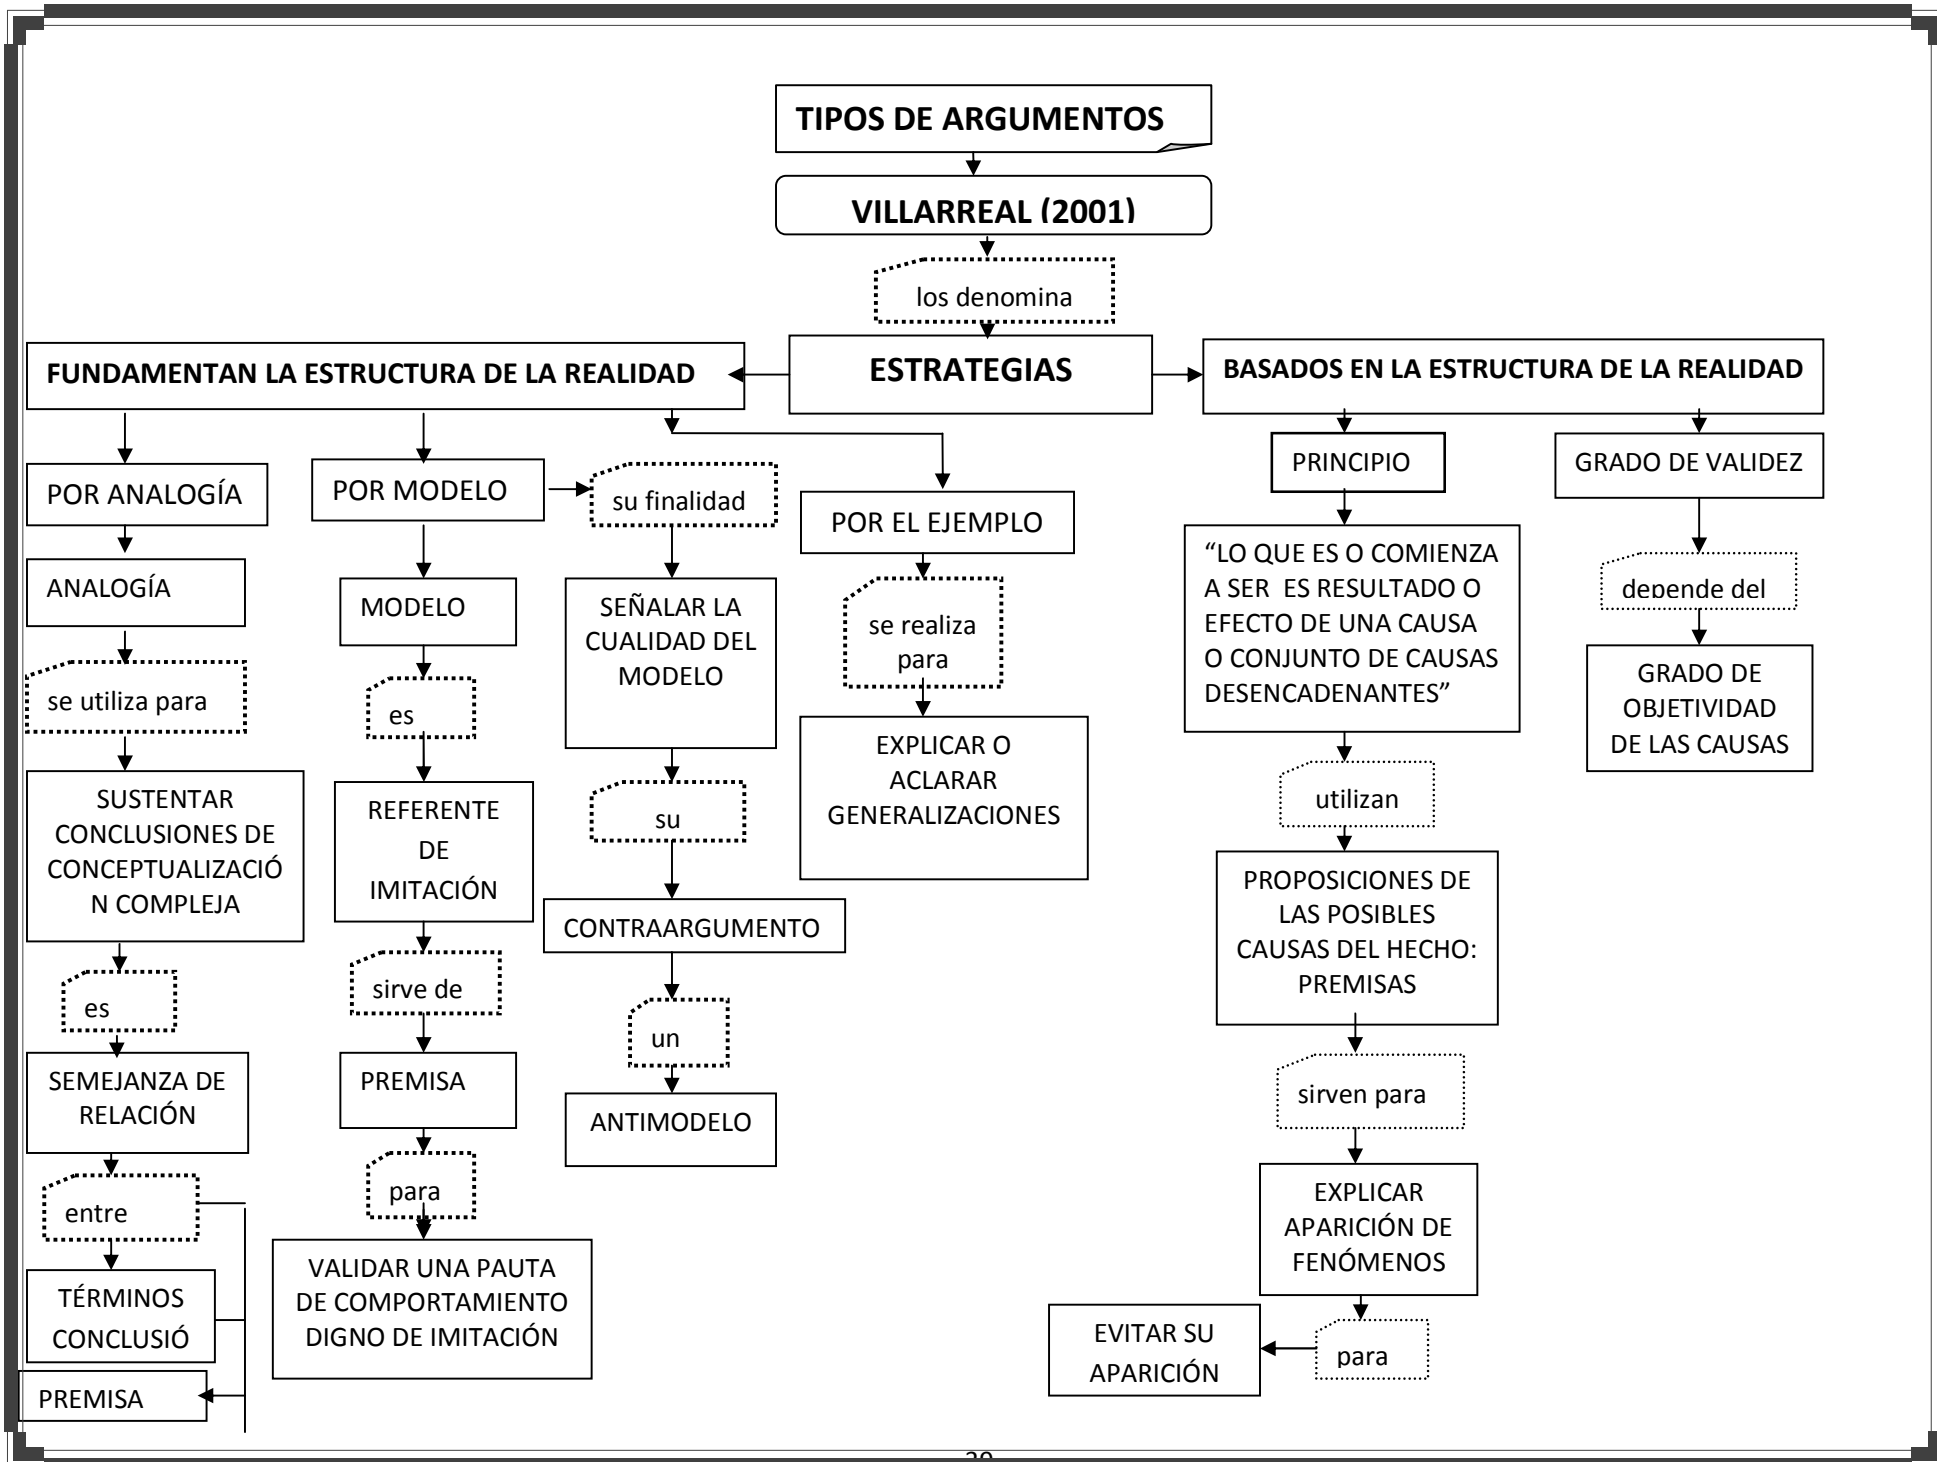 TIPOS DE ARGUMENTOS
VILLARREAL (2001)
los denomina
ESTRATEGIAS
FUNDAMENTAN LA ESTRUCTURA DE LA REALIDAD
BASADOS EN LA ESTRUCTURA DE LA REALIDAD
POR ANALOGÍA
ANALOGÍA
se utiliza para
SUSTENTAR
CONCLUSIONES DE
CONCEPTUALIZACIÓ
N COMPLEJA
es
SEMEJANZA DE
RELACIÓN
entre
TÉRMINOS
CONCLUSIÓ
PREMISA
POR MODELO
MODELO
es
REFERENTE
DE
IMITACIÓN
sirve de
PREMISA
para
VALIDAR UNA PAUTA
DE COMPORTAMIENTO
DIGNO DE IMITACIÓN
su finalidad
SEÑALAR LA
CUALIDAD DEL
MODELO
su
CONTRAARGUMENTO
un
ANTIMODELO
POR EL EJEMPLO
se realiza
para
EXPLICAR O
ACLARAR
GENERALIZACIONES
PRINCIPIO
“LO QUE ES O COMIENZA
A SER ES RESULTADO O
EFECTO DE UNA CAUSA
O CONJUNTO DE CAUSAS
DESENCADENANTES”
utilizan
PROPOSICIONES DE
LAS POSIBLES
CAUSAS DEL HECHO:
PREMISAS
sirven para
EXPLICAR
APARICIÓN DE
FENÓMENOS
para
EVITAR SU
APARICIÓN
GRADO DE VALIDEZ
depende del
GRADO DE
OBJETIVIDAD
DE LAS CAUSAS